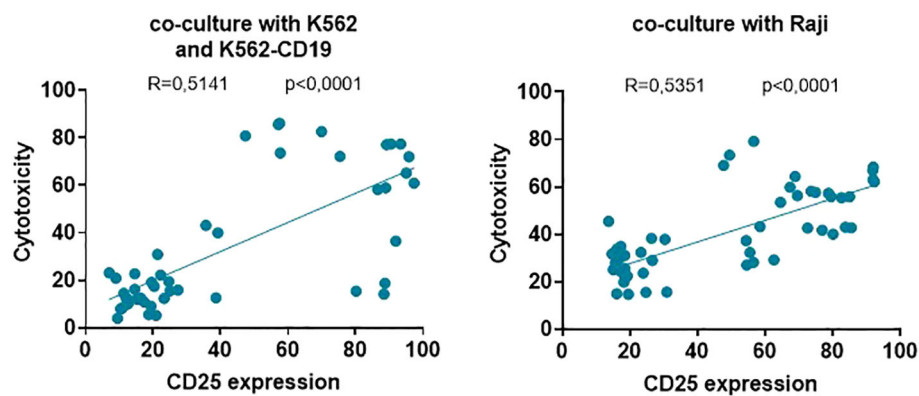 co-culture with K562
and K562-CD19
R=0,5141 p<0,0001
Cytotoxicity
100
80
60
40
20
0
0 20 40 60 80 100
CD25 expression
co-culture with Raji
R=0,5351 p<0,0001
Cytotoxicity
100
80
60
40
20
0
0 20 40 60 80 100
CD25 expression